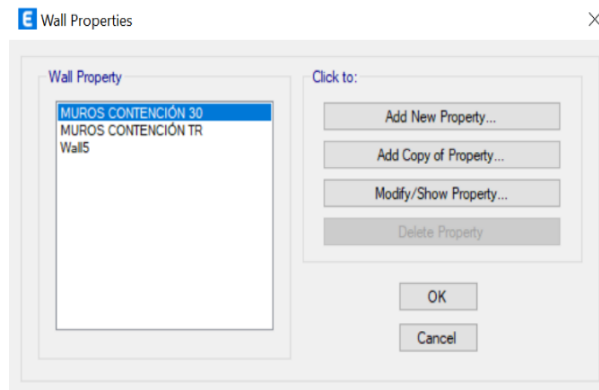 E Wall Properties
Wall Property
MUROS CONTENCIÓN 30
MUROS CONTENCIÓN TR
Wall5
Click to:
Add New Property...
Add Copy of Property...
Modify/Show Property...
Delete Property
OK
Cancel